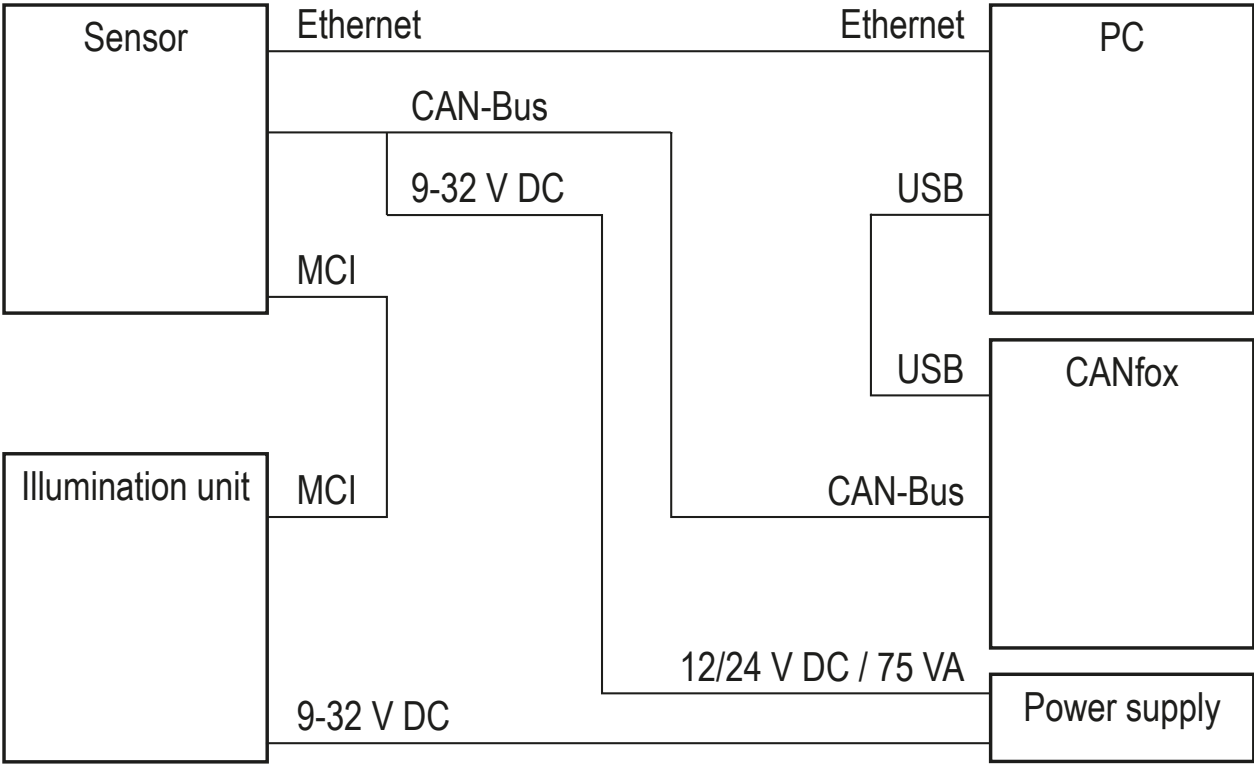 Sensor
Ethernet
Ethernet
PC
CAN-Bus
9-32 V DC
USB
MCI
USB
CANfox
Illumination unit
MCI
CAN-Bus
12/24 V DC / 75 VA
Power supply
9-32 V DC